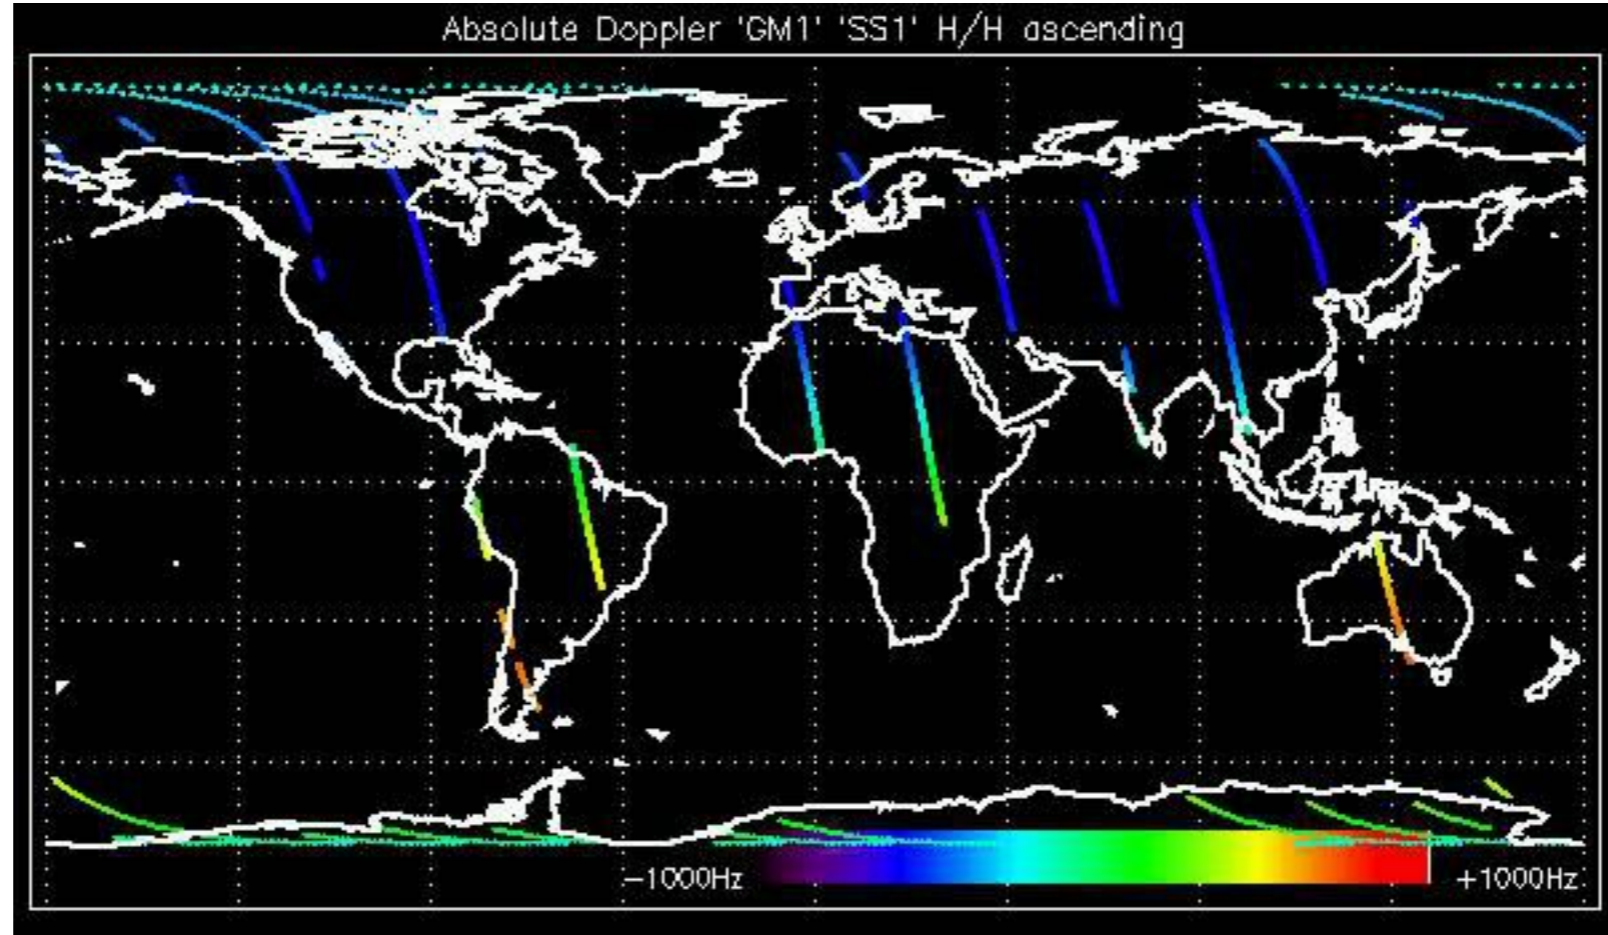 Absolute Doppler 'GM1' 'SS1' H/H ascending
−1000Hz +1000Hz